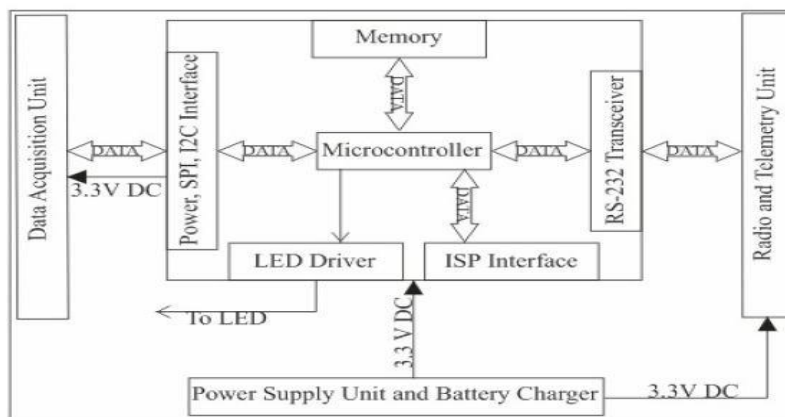 Memory
DATA
Data Acquisition Unit
DATA
3.3V DC
Power, SPI, I2C Interface
DATA
Microcontroller
DATA
RS-232 Transceiver
DATA
Radio and Telemetry Unit
DATA
LED Driver
ISP Interface
To LED
3.3 V DC
Power Supply Unit and Battery Charger
3.3V DC